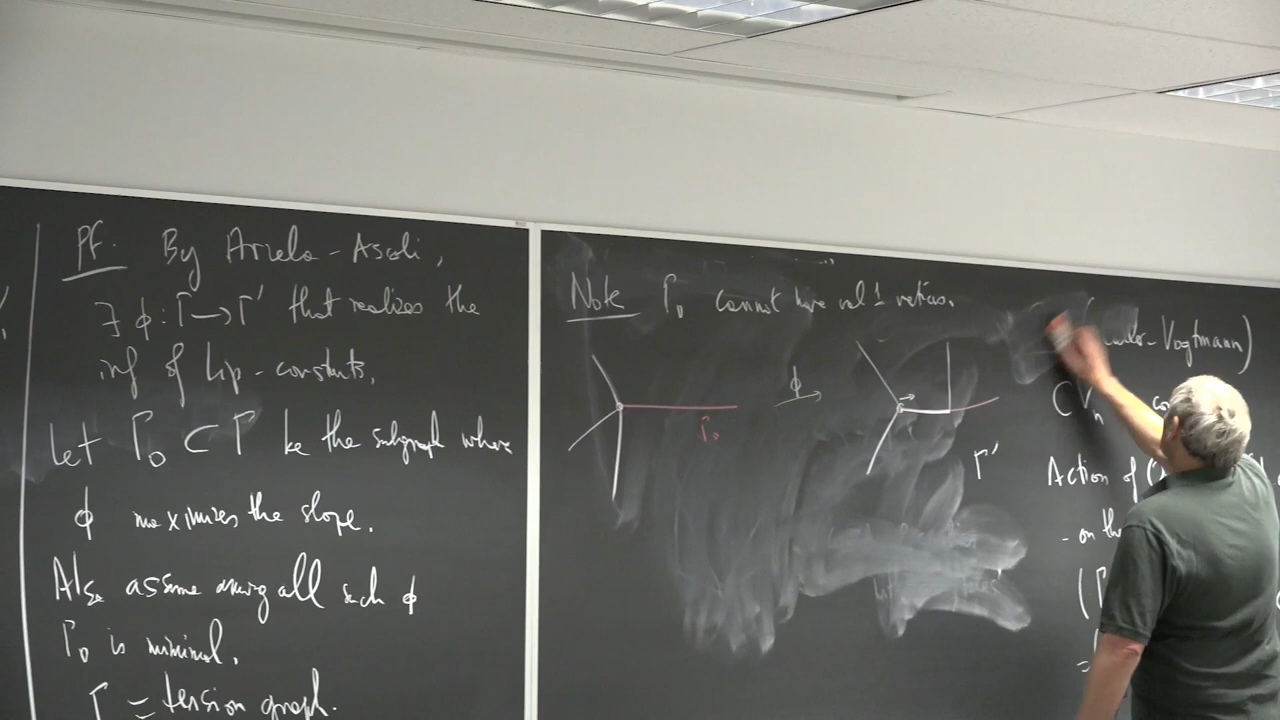 Pf. By Arzela-Ascoli,
∃ φ: Γ → Γ' that realizes the
inf of Lip-constants.
Let Γ₀ ⊂ Γ be the subgraph where
φ maximizes the slope.
Also assume among all such φ
Γ₀ is minimal.
Γ₀ = tension graph.
Note Γ₀ cannot have val 1 vertices.
φ
Γ₀
Γ'
-Vogtmann)
CVₙ
Action of
- on the